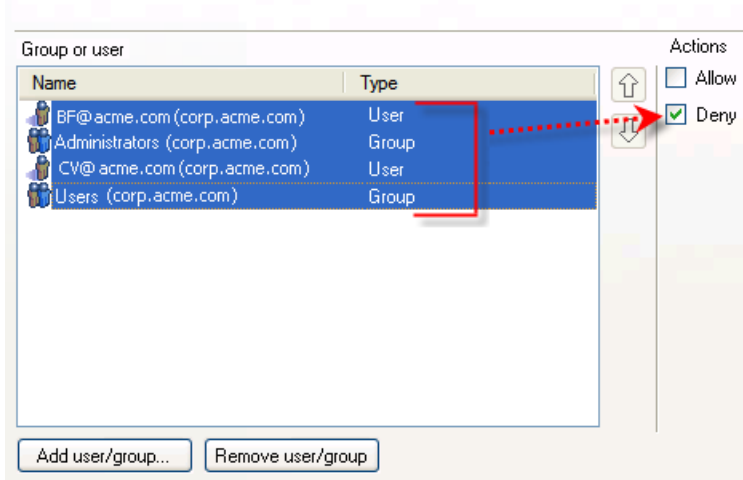 Group or user Actions
Name Type Allow
BF@acme.com (corp.acme.com) User Deny
Administrators (corp.acme.com) Group
CV@acme.com (corp.acme.com) User
Users (corp.acme.com) Group
Add user/group... Remove user/group